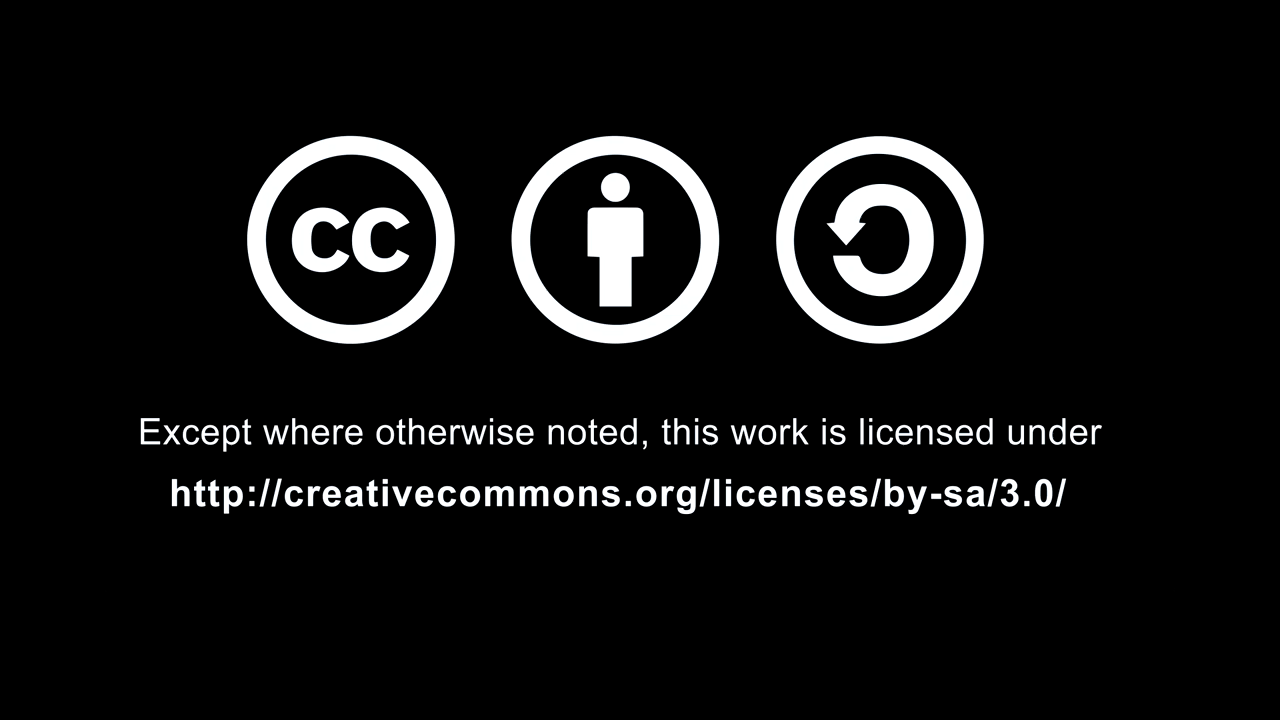 cc
Except where otherwise noted, this work is licensed under
http://creativecommons.org/licenses/by-sa/3.0/